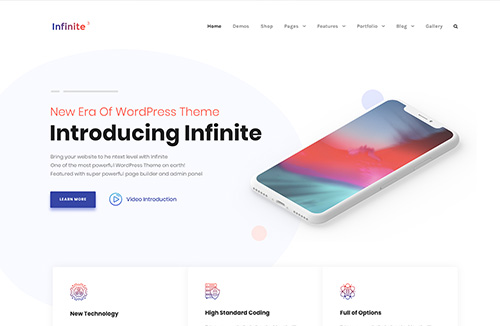 Infinite
Home Demos Shop Pages Features Portfolio Blog Gallery
New Era Of WordPress Theme
Introducing Infinite
Bring your website to he ntext level with Infinite
One of the most powerful WordPress Theme on earth!
Featured with super powerful page builder and admin panel
LEARN MORE Video Introduction
New Technology High Standard Coding Full of Options